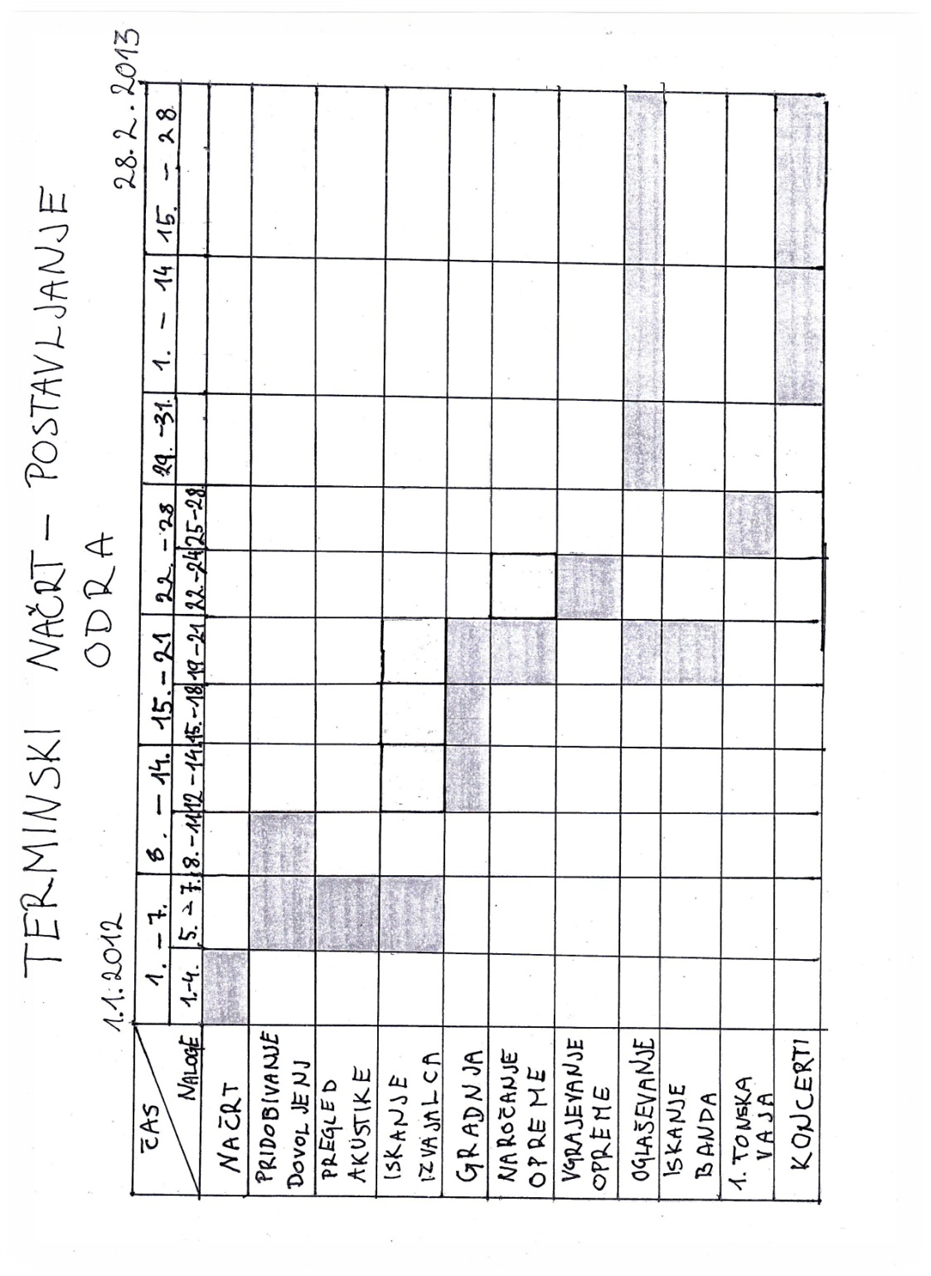 TERMINSKI NAČRT – POSTAVLJANJE
ODRA
1.1.2012 28.2.2013
ČAS 1. – 7. 8. – 14. 15. – 21 22. – 28 29. – 31. 1. – 14 15. – 28.
NALOGE 1.–4. 5. – 7. 8. – 11. 12 – 14. 15. – 18 19 – 21 22. – 24 25 – 28
NAČRT
PRIDOBIVANJE
DOVOLJENJ
PREGLED
AKUSTIKE
ISKANJE
IZVAJALCA
GRADNJA
NAROČANJE
OPREME
VGRAJEVANJE
OPREME
OGLAŠEVANJE
ISKANJE
BANDA
1. TONSKA
VAJA
KONCERTI